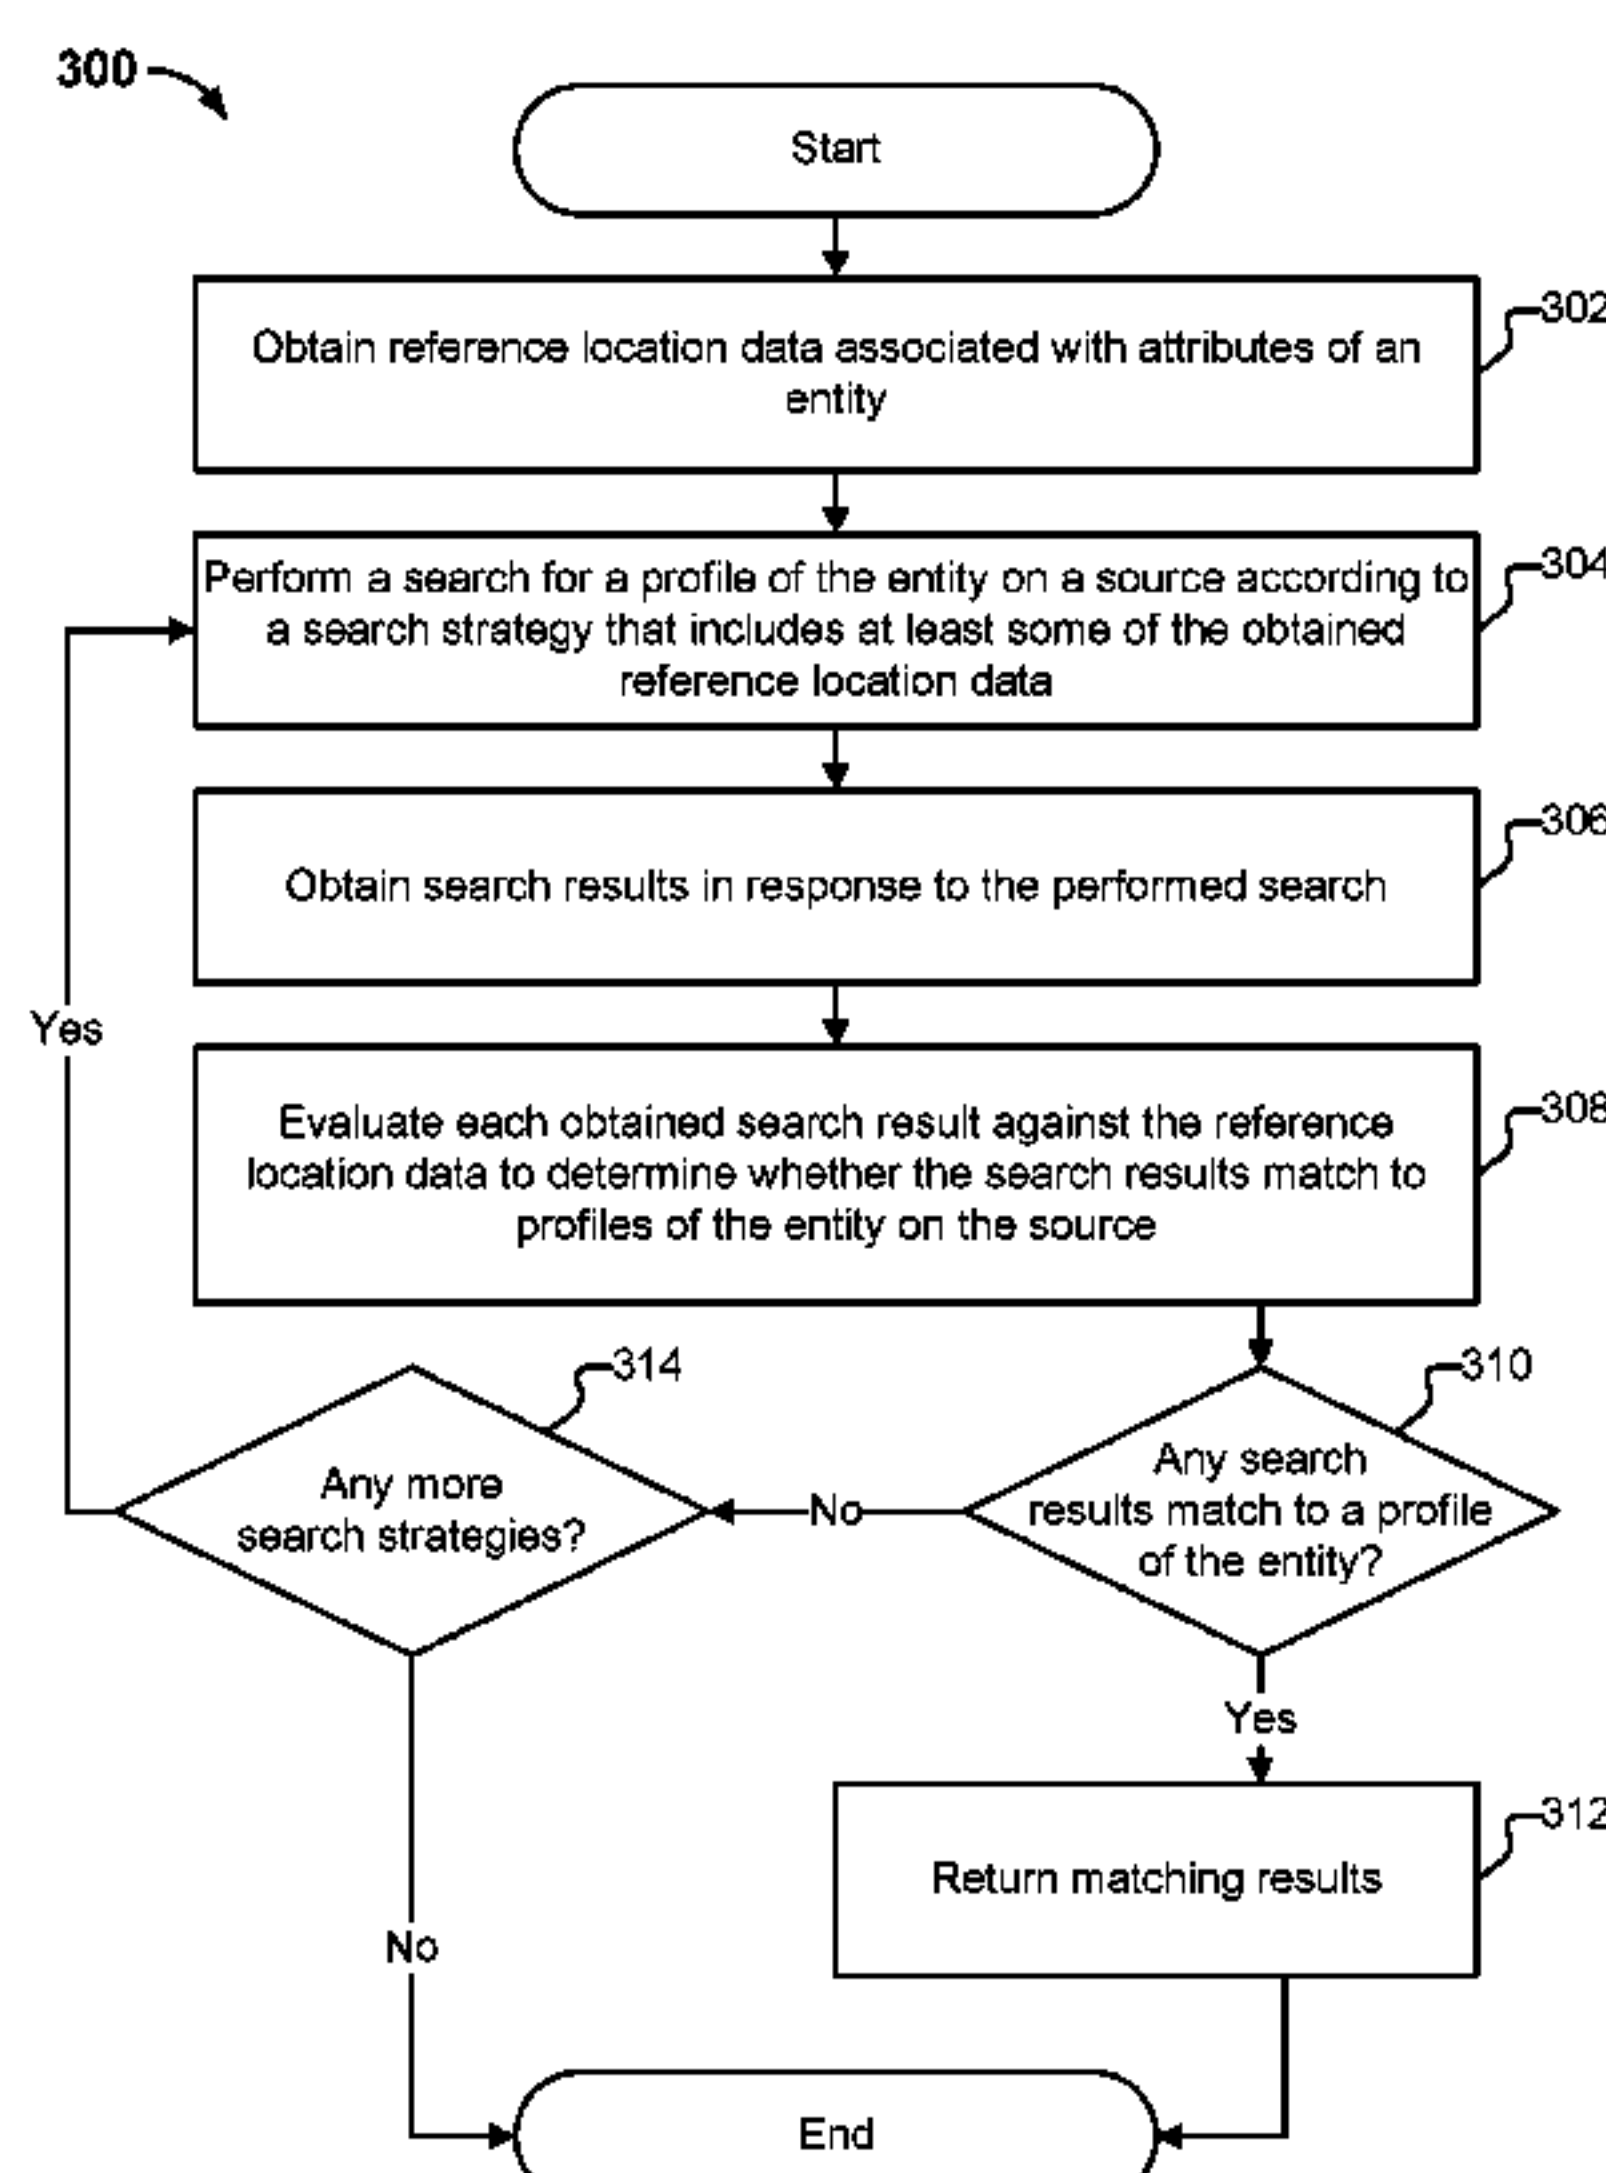 300
Start
302
Obtain reference location data associated with attributes of an
entity
304
Perform a search for a profile of the entity on a source according to
a search strategy that includes at least some of the obtained
reference location data
306
Obtain search results in response to the performed search
Yes
308
Evaluate each obtained search result against the reference
location data to determine whether the search results match to
profiles of the entity on the source
314
310
Any more
search strategies?
No
Any search
results match to a profile
of the entity?
Yes
312
Return matching results
No
End